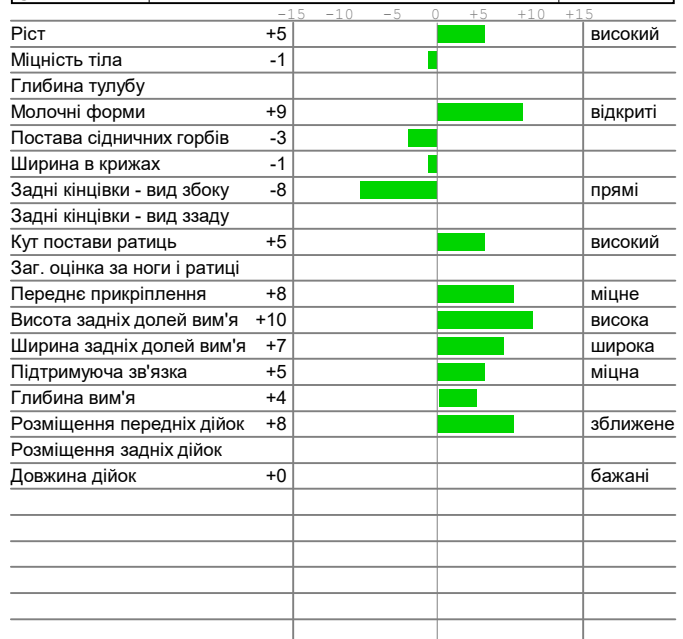 -15 -10 -5 0 +5 +10 +15
Ріст +5 високий
Міцність тіла -1
Глибина тулубу
Молочні форми +9 відкриті
Постава сідничних горбів -3
Ширина в крижах -1
Задні кінцівки - вид збоку -8 прямі
Задні кінцівки - вид ззаду
Кут постави ратиць +5 високий
Заг. оцінка за ноги і ратиці
Переднє прикріплення +8 міцне
Висота задніх долей вим'я +10 висока
Ширина задніх долей вим'я +7 широка
Підтримуюча зв'язка +5 міцна
Глибина вим'я +4
Розміщення передніх дійок +8 зближене
Розміщення задніх дійок
Довжина дійок +0 бажані